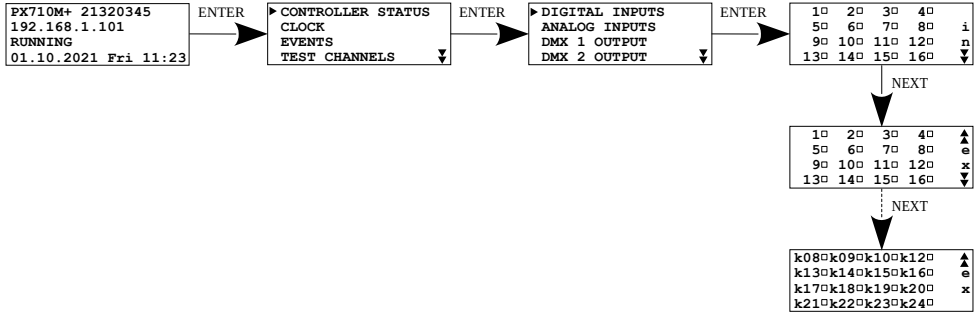 PX710M+ 21320345
192.168.1.101
RUNNING
01.10.2021 Fri 11:23
ENTER
CONTROLLER STATUS
CLOCK
EVENTS
TEST CHANNELS
ENTER
DIGITAL INPUTS
ANALOG INPUTS
DMX 1 OUTPUT
DMX 2 OUTPUT
ENTER
1 2 3 4
5 6 7 8 i
9 10 11 12 n
13 14 15 16
NEXT
1 2 3 4
5 6 7 8 e
9 10 11 12 x
13 14 15 16
NEXT
k08 k09 k10 k12
k13 k14 k15 k16 e
k17 k18 k19 k20 x
k21 k22 k23 k24